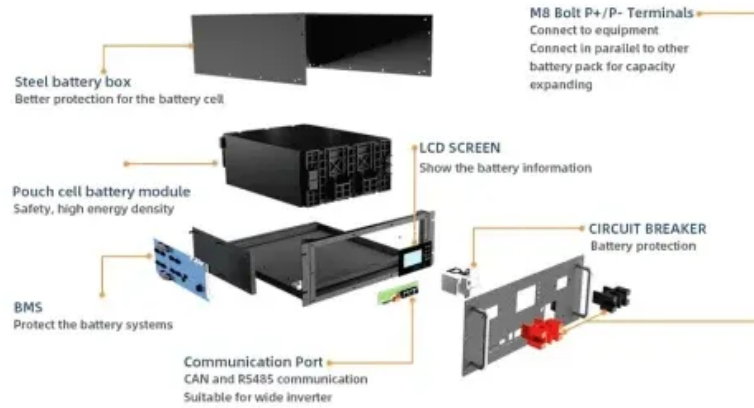 M8 Bolt P+/P- Terminals
Connect to equipment
Connect in parallel to other
battery pack for capacity
expanding
Steel battery box
Better protection for the battery cell
LCD SCREEN
Show the battery information
Pouch cell battery module
Safety, high energy density
CIRCUIT BREAKER
Battery protection
BMS
Protect the battery systems
Communication Port
CAN and RS485 communication
Suitable for wide inverter